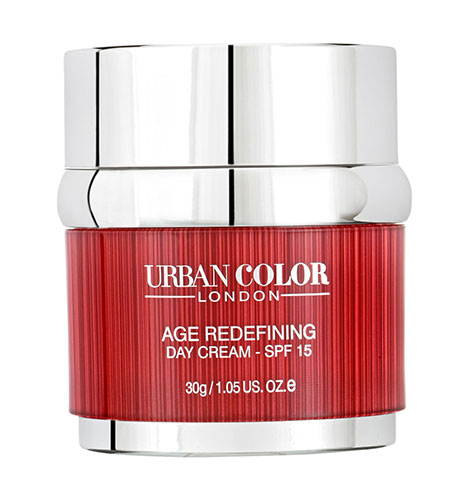 URBAN COLOR
LONDON
AGE REDEFINING
DAY CREAM - SPF 15
30g / 1.05 US. OZ.e